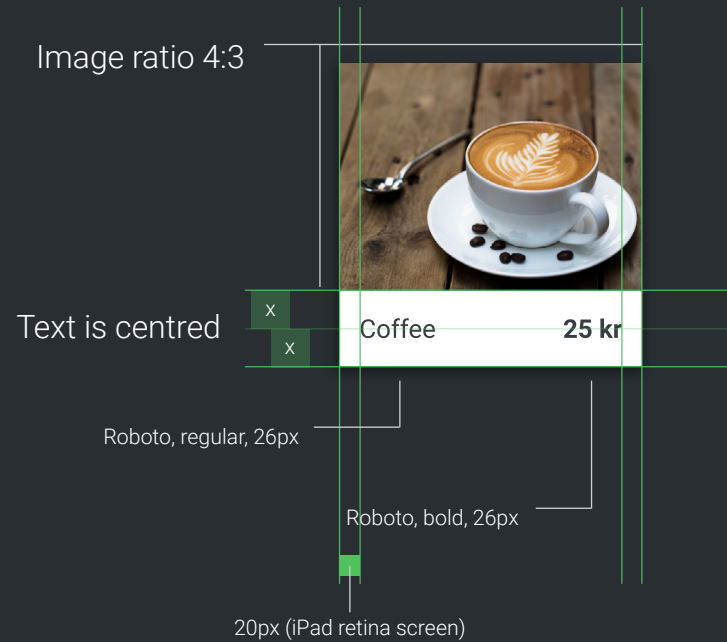 Image ratio 4:3
x
Text is centred
x
Coffee
25 kr
Roboto, regular, 26px
Roboto, bold, 26px
20px (iPad retina screen)